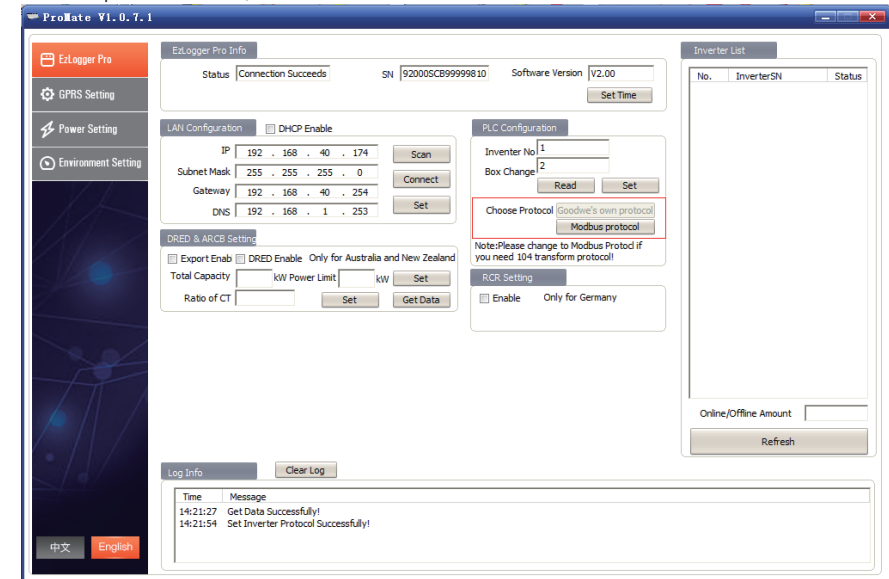 ProMate V1.0.7.1
EzLogger Pro
GPRS Setting
Power Setting
Environment Setting
中文 English
EzLogger Pro Info
Status Connection Succeeds SN 92000SCB99999810 Software Version V2.00
Set Time
LAN Configuration DHCP Enable
IP 192 . 168 . 40 . 174 Scan
Subnet Mask 255 . 255 . 255 . 0 Connect
Gateway 192 . 168 . 40 . 254
DNS 192 . 168 . 1 . 253 Set
DRED & ARCB Setting
Export Enab DRED Enable Only for Australia and New Zealand
Total Capacity kW Power Limit kW Set
Ratio of CT Set Get Data
PLC Configuration
Inventer No 1
Box Change 2
Read Set
Choose Protocol Goodwe's own protocol
Modbus protocol
Note:Please change to Modbus Protocl if
you need 104 transform protocol!
RCR Setting
Enable Only for Germany
Inverter List
No. InverterSN Status
Online/Offline Amount
Refresh
Log Info Clear Log
Time Message
14:21:27 Get Data Successfully!
14:21:54 Set Inverter Protocol Successfully!